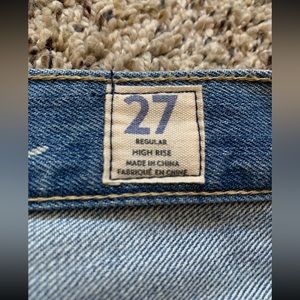 27
REGULAR
HIGH RISE
MADE IN CHINA
FABRIQUÉ EN CHINE